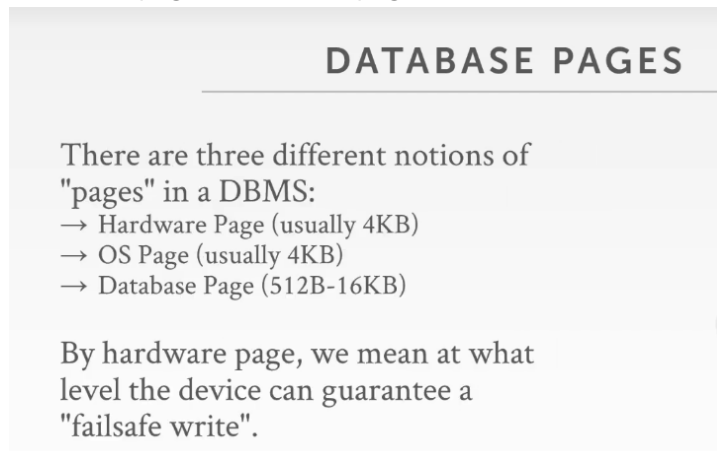 DATABASE PAGES
There are three different notions of
"pages" in a DBMS:
→ Hardware Page (usually 4KB)
→ OS Page (usually 4KB)
→ Database Page (512B-16KB)
By hardware page, we mean at what
level the device can guarantee a
"failsafe write".